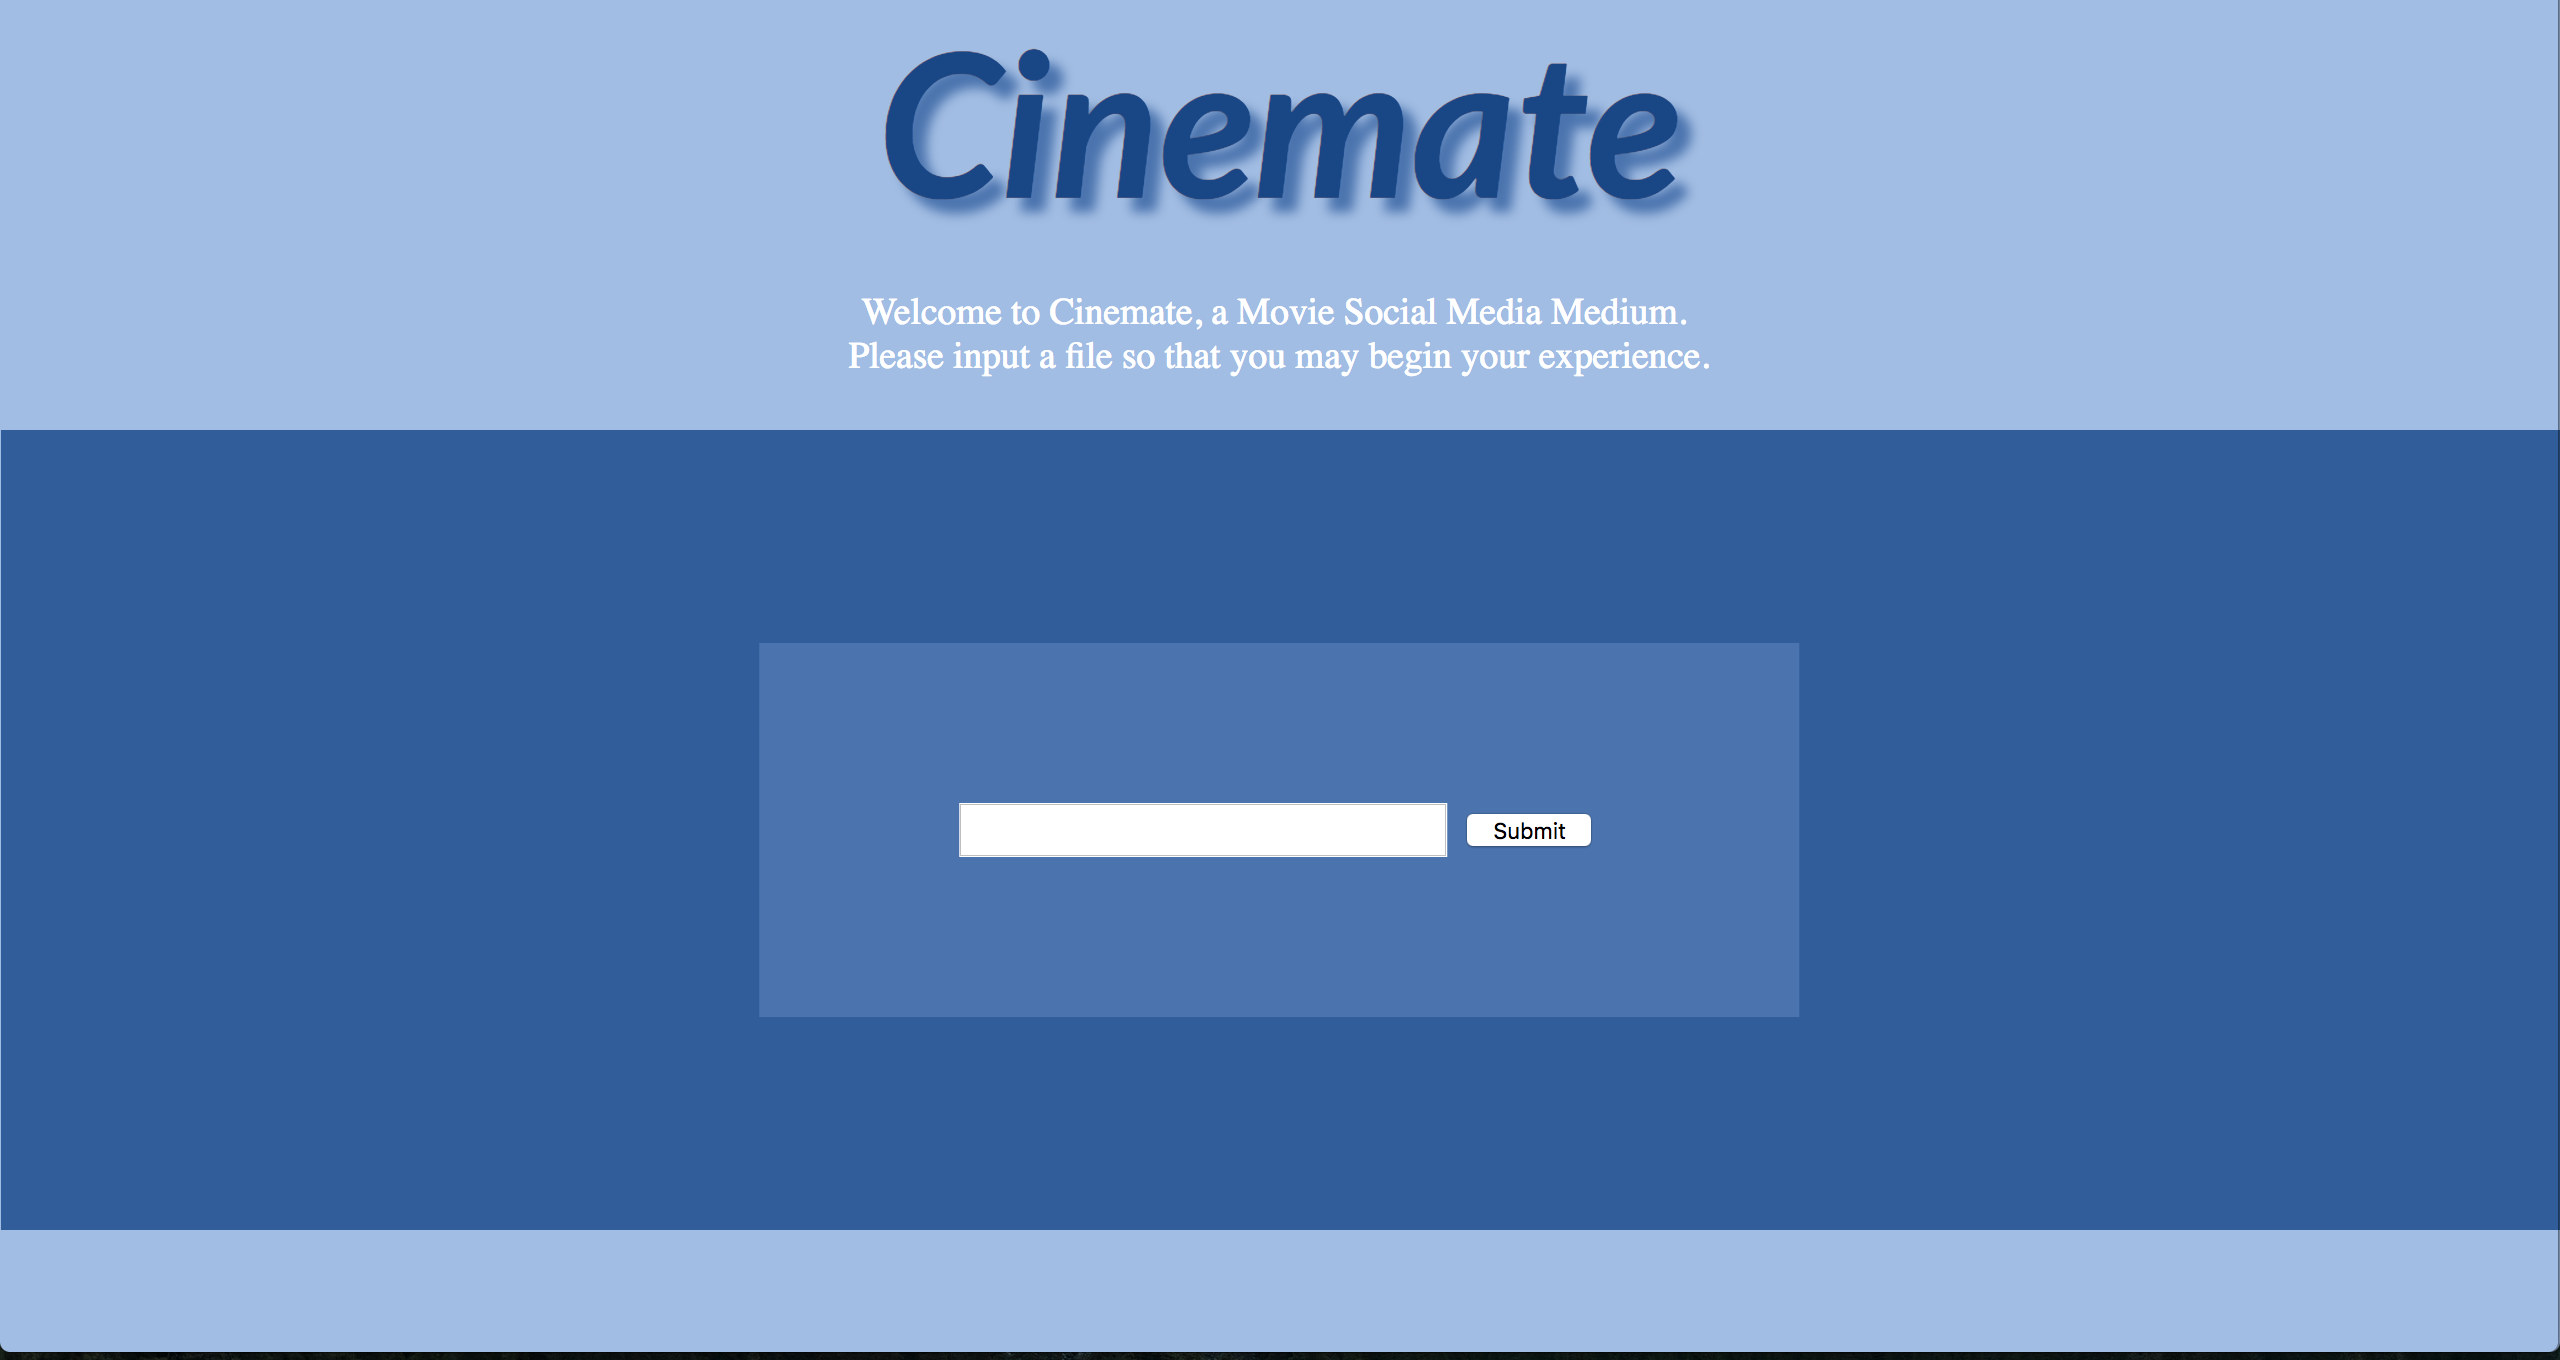 Cinemate
Welcome to Cinemate, a Movie Social Media Medium.
Please input a file so that you may begin your experience.
Submit